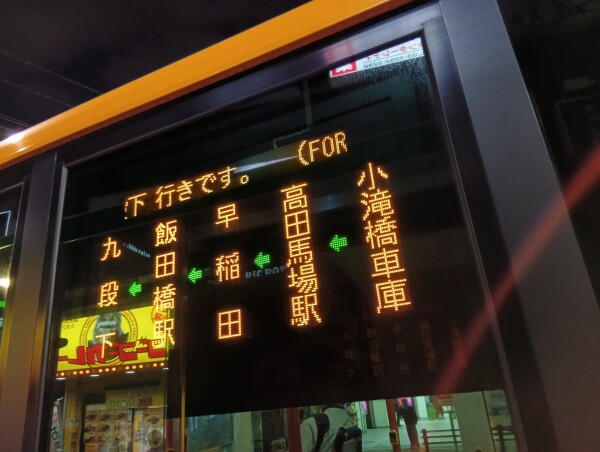 下 行きです。 (FOR
小滝橋車庫
高田馬場駅
早稲田
飯田橋駅
九段下